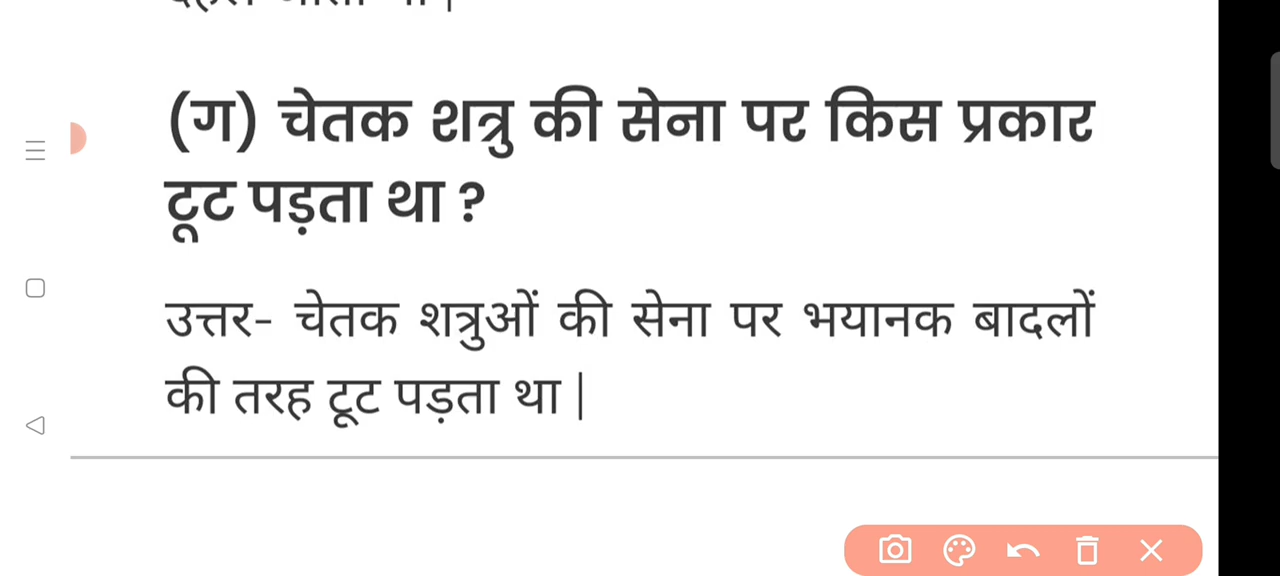 (ग) चेतक शत्रु की सेना पर किस प्रकार
टूट पड़ता था ?
उत्तर- चेतक शत्रुओं की सेना पर भयानक बादलों
की तरह टूट पड़ता था |